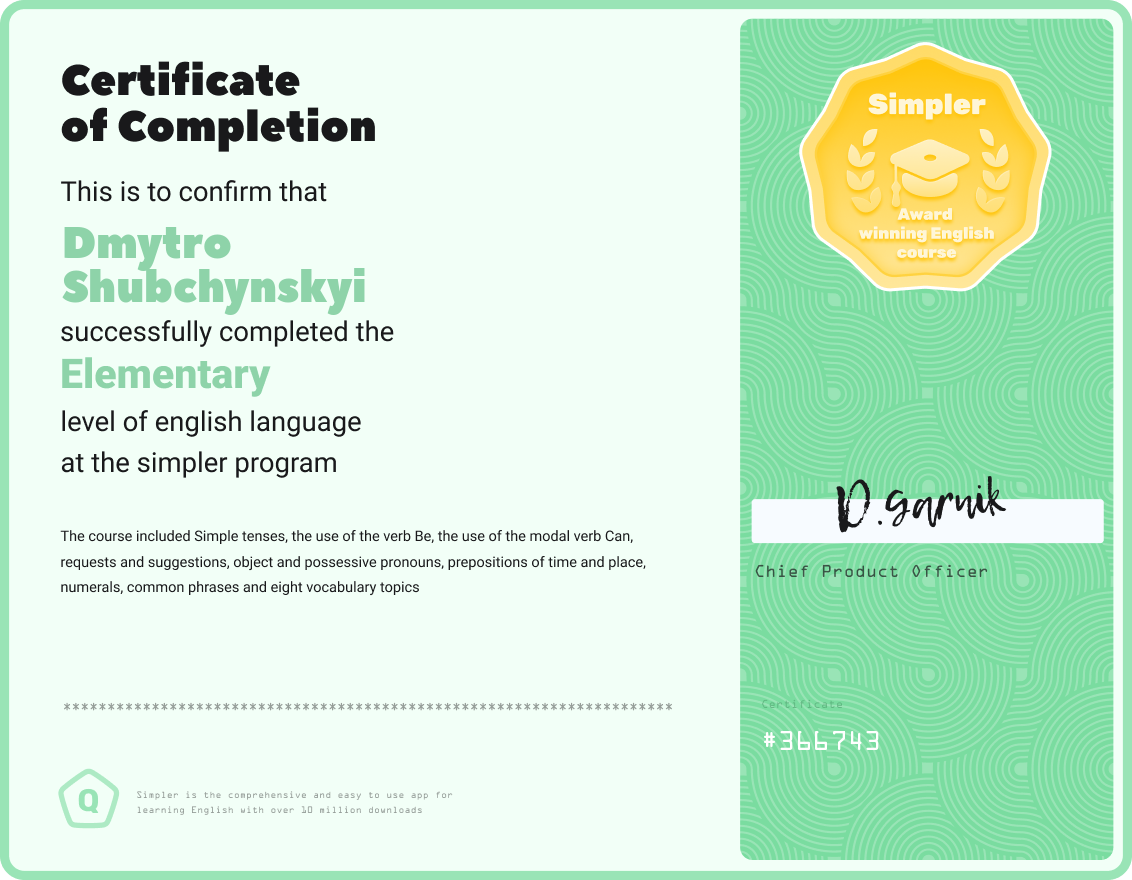 Certificate
of Completion
This is to confirm that
Dmytro
Shubchynskyi
successfully completed the
Elementary
level of english language
at the simpler program
The course included Simple tenses, the use of the verb Be, the use of the modal verb Can,
requests and suggestions, object and possessive pronouns, prepositions of time and place,
numerals, common phrases and eight vocabulary topics
*********************************************************************
Q
Simpler is the comprehensive and easy to use app for
learning English with over 10 million downloads
Simpler
Award
winning English
course
D.Garnik
Chief Product Officer
Certificate
#366743